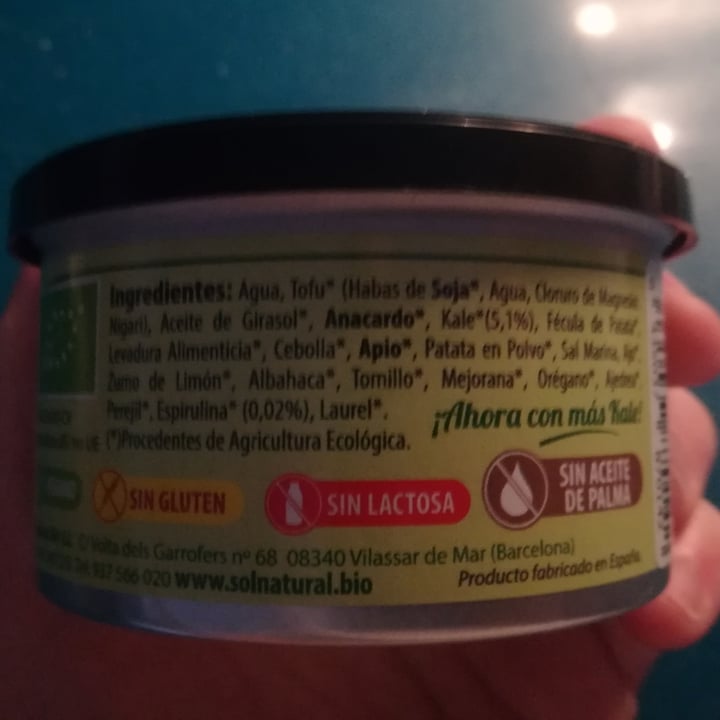 Ingredientes: Agua, Tofu* (Habas de Soja*, Agua, Cloruro de Magnesio
Nigari), Aceite de Girasol*, Anacardo*, Kale*(5,1%), Fécula de Patata*,
Levadura Alimenticia*, Cebolla*, Apio*, Patata en Polvo*, Sal Marina, Ajo*,
Zumo de Limón*, Albahaca*, Tomillo*, Mejorana*, Orégano*, Ajedrea*
Perejil*, Espirulina* (0,02%), Laurel*.
¡Ahora con más Kale!
(*)Procedentes de Agricultura Ecológica.
SIN GLUTEN
SIN LACTOSA
SIN ACEITE
DE PALMA
C/Volta dels Garrofers nº 68 08340 Vilassar de Mar (Barcelona)
Tel. 937 566 020 www.solnatural.bio
Producto fabricado en España